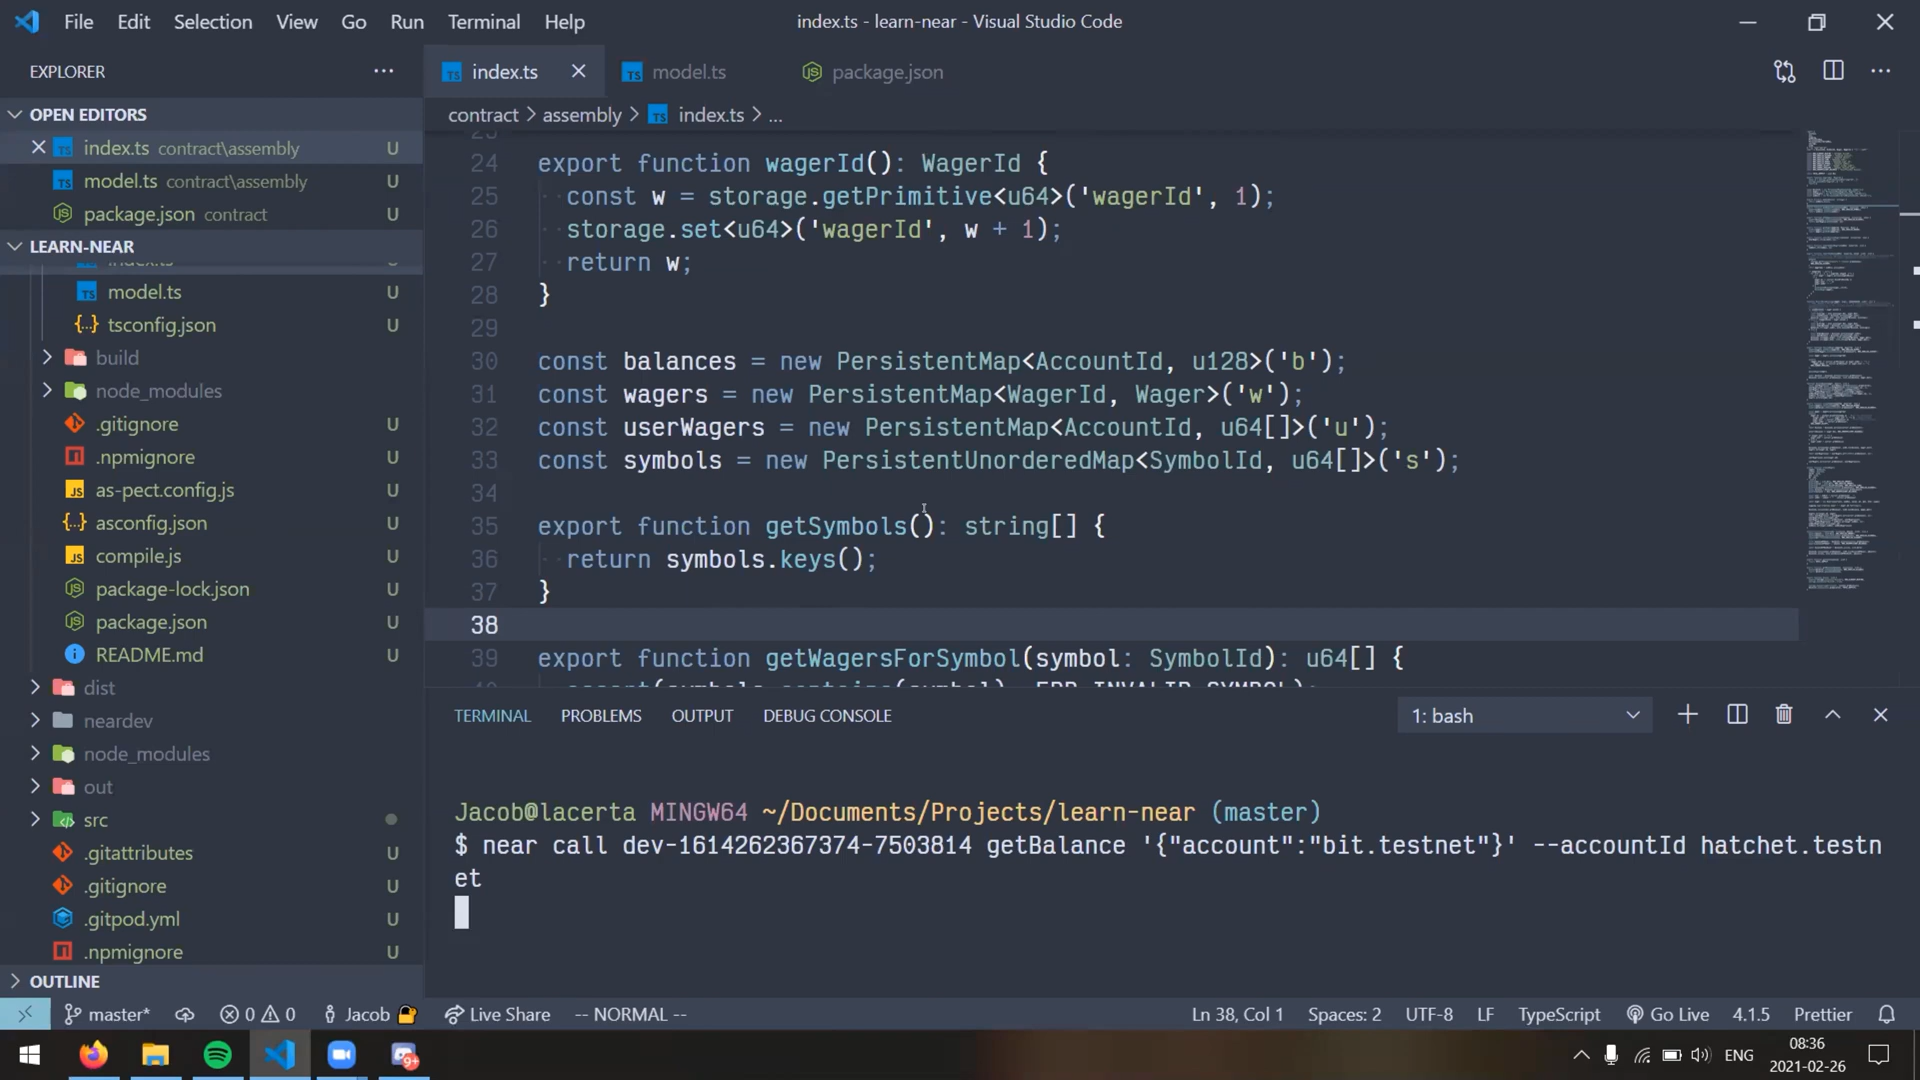 File Edit Selection View Go Run Terminal Help
index.ts - learn-near - Visual Studio Code
EXPLORER
index.ts
model.ts
package.json
OPEN EDITORS
index.ts contract\assembly U
model.ts contract\assembly U
package.json contract U
LEARN-NEAR
model.ts U
tsconfig.json U
build
node_modules
.gitignore U
.npmignore U
as-pect.config.js U
asconfig.json U
compile.js U
package-lock.json U
package.json U
README.md U
dist
neardev
node_modules
out
src
.gitattributes U
.gitignore U
.gitpod.yml U
.npmignore U
OUTLINE
contract > assembly > TS index.ts > ...
24 export function wagerId(): WagerId {
25 const w = storage.getPrimitive<u64>('wagerId', 1);
26 storage.set<u64>('wagerId', w + 1);
27 return w;
28 }
29
30 const balances = new PersistentMap<AccountId, u128>('b');
31 const wagers = new PersistentMap<WagerId, Wager>('w');
32 const userWagers = new PersistentMap<AccountId, u64[]>('u');
33 const symbols = new PersistentUnorderedMap<SymbolId, u64[]>('s');
34
35 export function getSymbols(): string[] {
36 return symbols.keys();
37 }
38
39 export function getWagersForSymbol(symbol: SymbolId): u64[] {
TERMINAL PROBLEMS OUTPUT DEBUG CONSOLE
1: bash
Jacob@lacerta MINGW64 ~/Documents/Projects/learn-near (master)
$ near call dev-1614262367374-7503814 getBalance '{"account":"bit.testnet"}' --accountId hatchet.testn
et
master* 0 0 Jacob Live Share -- NORMAL -- Ln 38, Col 1 Spaces: 2 UTF-8 LF TypeScript Go Live 4.1.5 Prettier
9+
ENG
08:36
2021-02-26